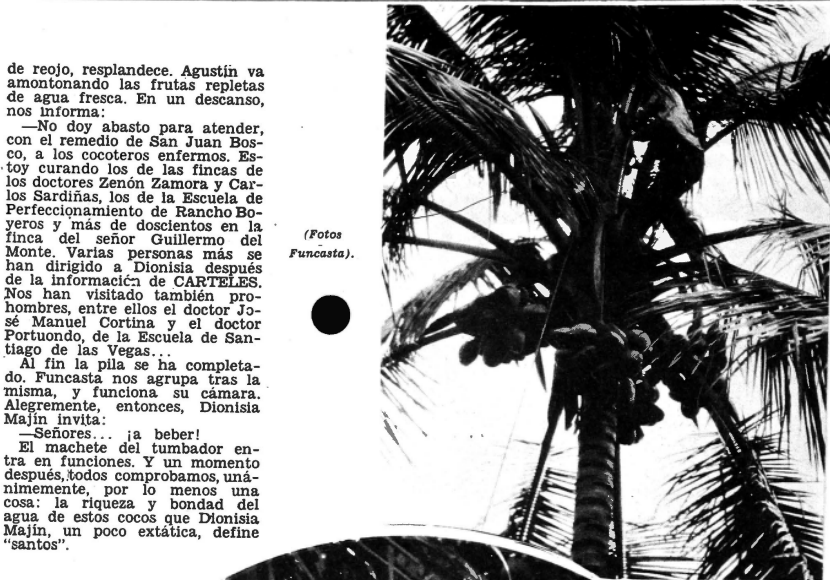 de reojo, resplandece. Agustín va
amontonando las frutas repletas
de agua fresca. En un descanso,
nos informa:
—No doy abasto para atender,
con el remedio de San Juan Bos-
co, a los cocoteros enfermos. Es-
toy curando los de las fincas de
los doctores Zenón Zamora y Car-
los Sardiñas, los de la Escuela de
Perfeccionamiento de Rancho Bo-
yeros y más de doscientos en la
finca del señor Guillermo del
Monte. Varias personas más se
han dirigido a Dionisia después
de la información de CARTELES.
Nos han visitado también pro-
hombres, entre ellos el doctor Jo-
sé Manuel Cortina y el doctor
Portuondo, de la Escuela de San-
tiago de las Vegas...
Al fin la pila se ha completa-
do. Funcasta nos agrupa tras la
misma, y funciona su cámara.
Alegremente, entonces, Dionisia
Majín invita:
—Señores... ¡a beber!
El machete del tumbador en-
tra en funciones. Y un momento
después, todos comprobamos, uná-
nimemente, por lo menos una
cosa: la riqueza y bondad del
agua de estos cocos que Dionisia
Majín, un poco extática, define
"santos".
(Fotos
Funcasta).